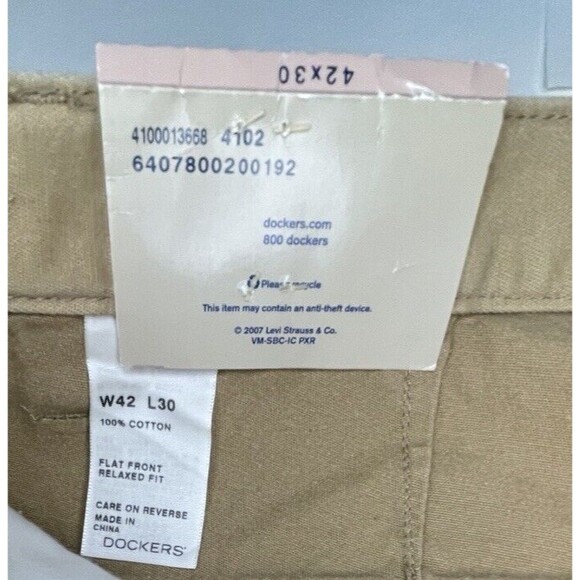 42x30
4100013668 4102
6407800200192
dockers.com
800 dockers
Please recycle
This item may contain an anti-theft device.
© 2007 Levi Strauss & Co.
VM-SBC-IC PXR
W42 L30
100% COTTON
FLAT FRONT
RELAXED FIT
CARE ON REVERSE
MADE IN
CHINA
DOCKERS®